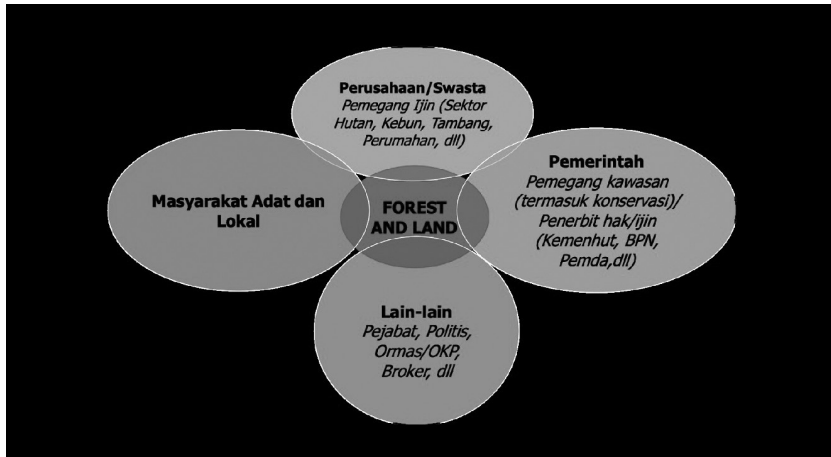 Perusahaan/Swasta
Pemegang Ijin (Sektor
Hutan, Kebun, Tambang,
Perumahan, dll)
Masyarakat Adat dan
Lokal
FOREST
AND LAND
Pemerintah
Pemegang kawasan
(termasuk konservasi)/
Penerbit hak/ijin
(Kemenhut, BPN,
Pemda,dll)
Lain-lain
Pejabat, Politis,
Ormas/OKP,
Broker, dll